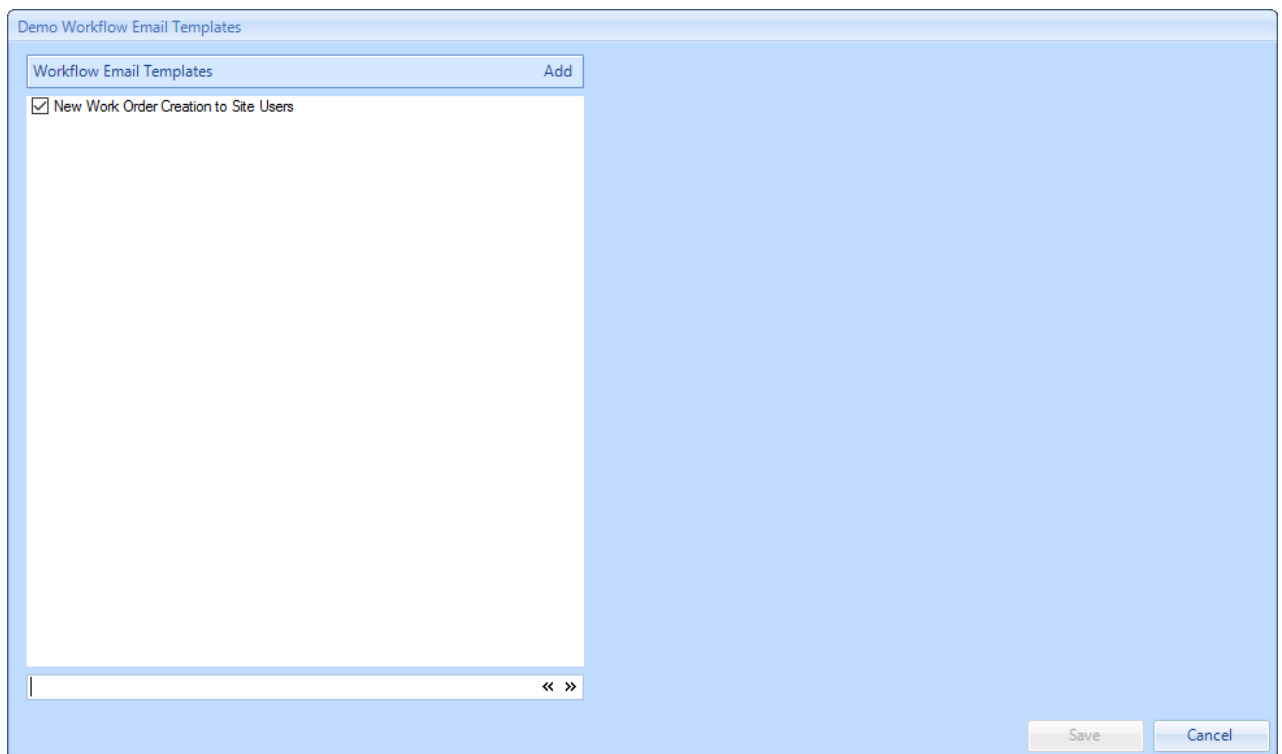 Demo Workflow Email Templates
Workflow Email Templates Add
New Work Order Creation to Site Users
« »
Save Cancel